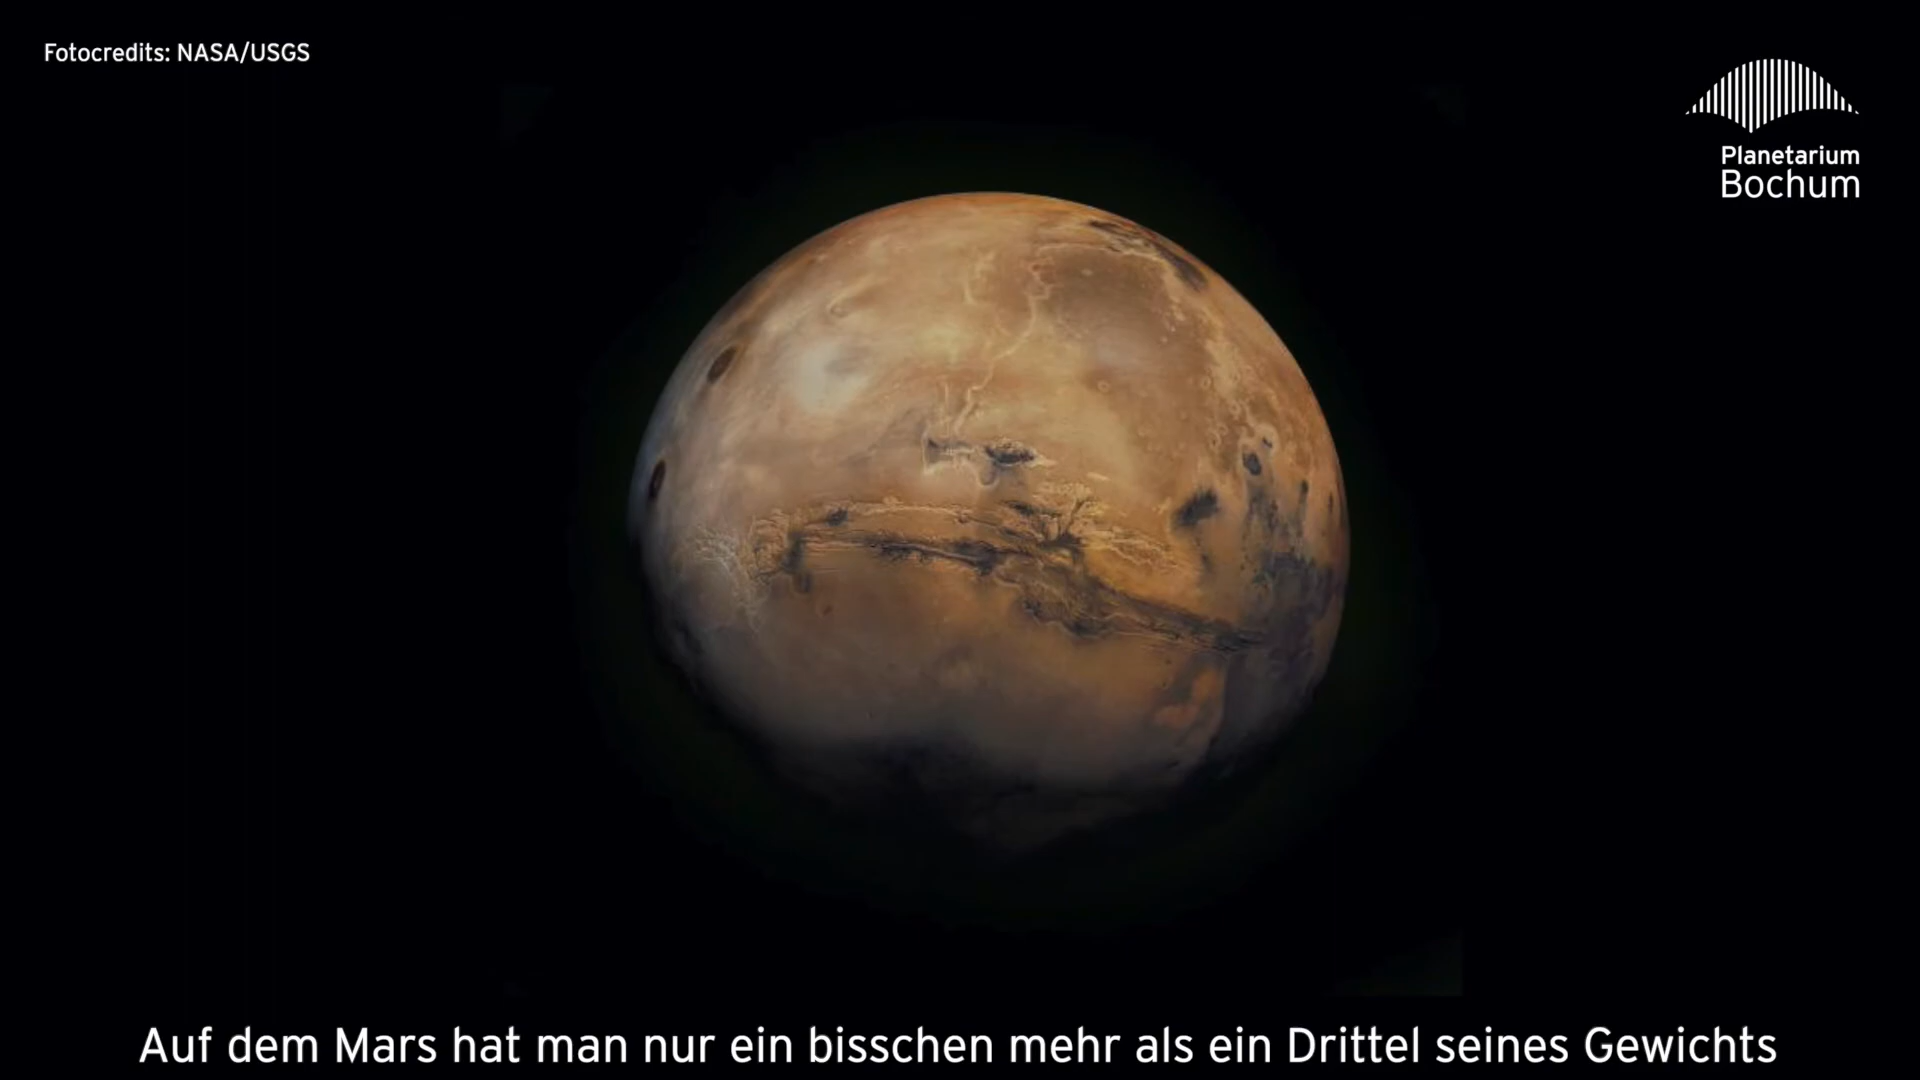 Fotocredits: NASA/USGS
Planetarium
Bochum
Auf dem Mars hat man nur ein bisschen mehr als ein Drittel seines Gewichts